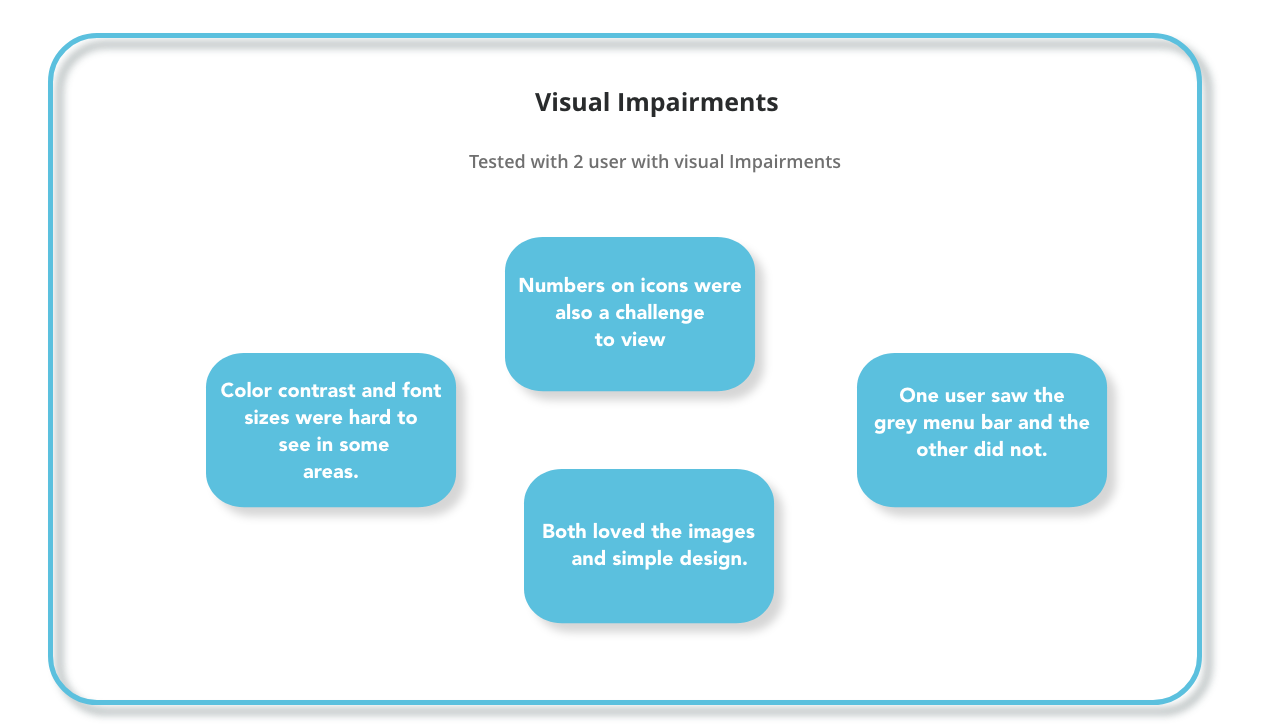 Visual Impairments
Tested with 2 user with visual Impairments
Numbers on icons were
also a challenge
to view
Color contrast and font
sizes were hard to
see in some
areas.
One user saw the
grey menu bar and the
other did not.
Both loved the images
and simple design.